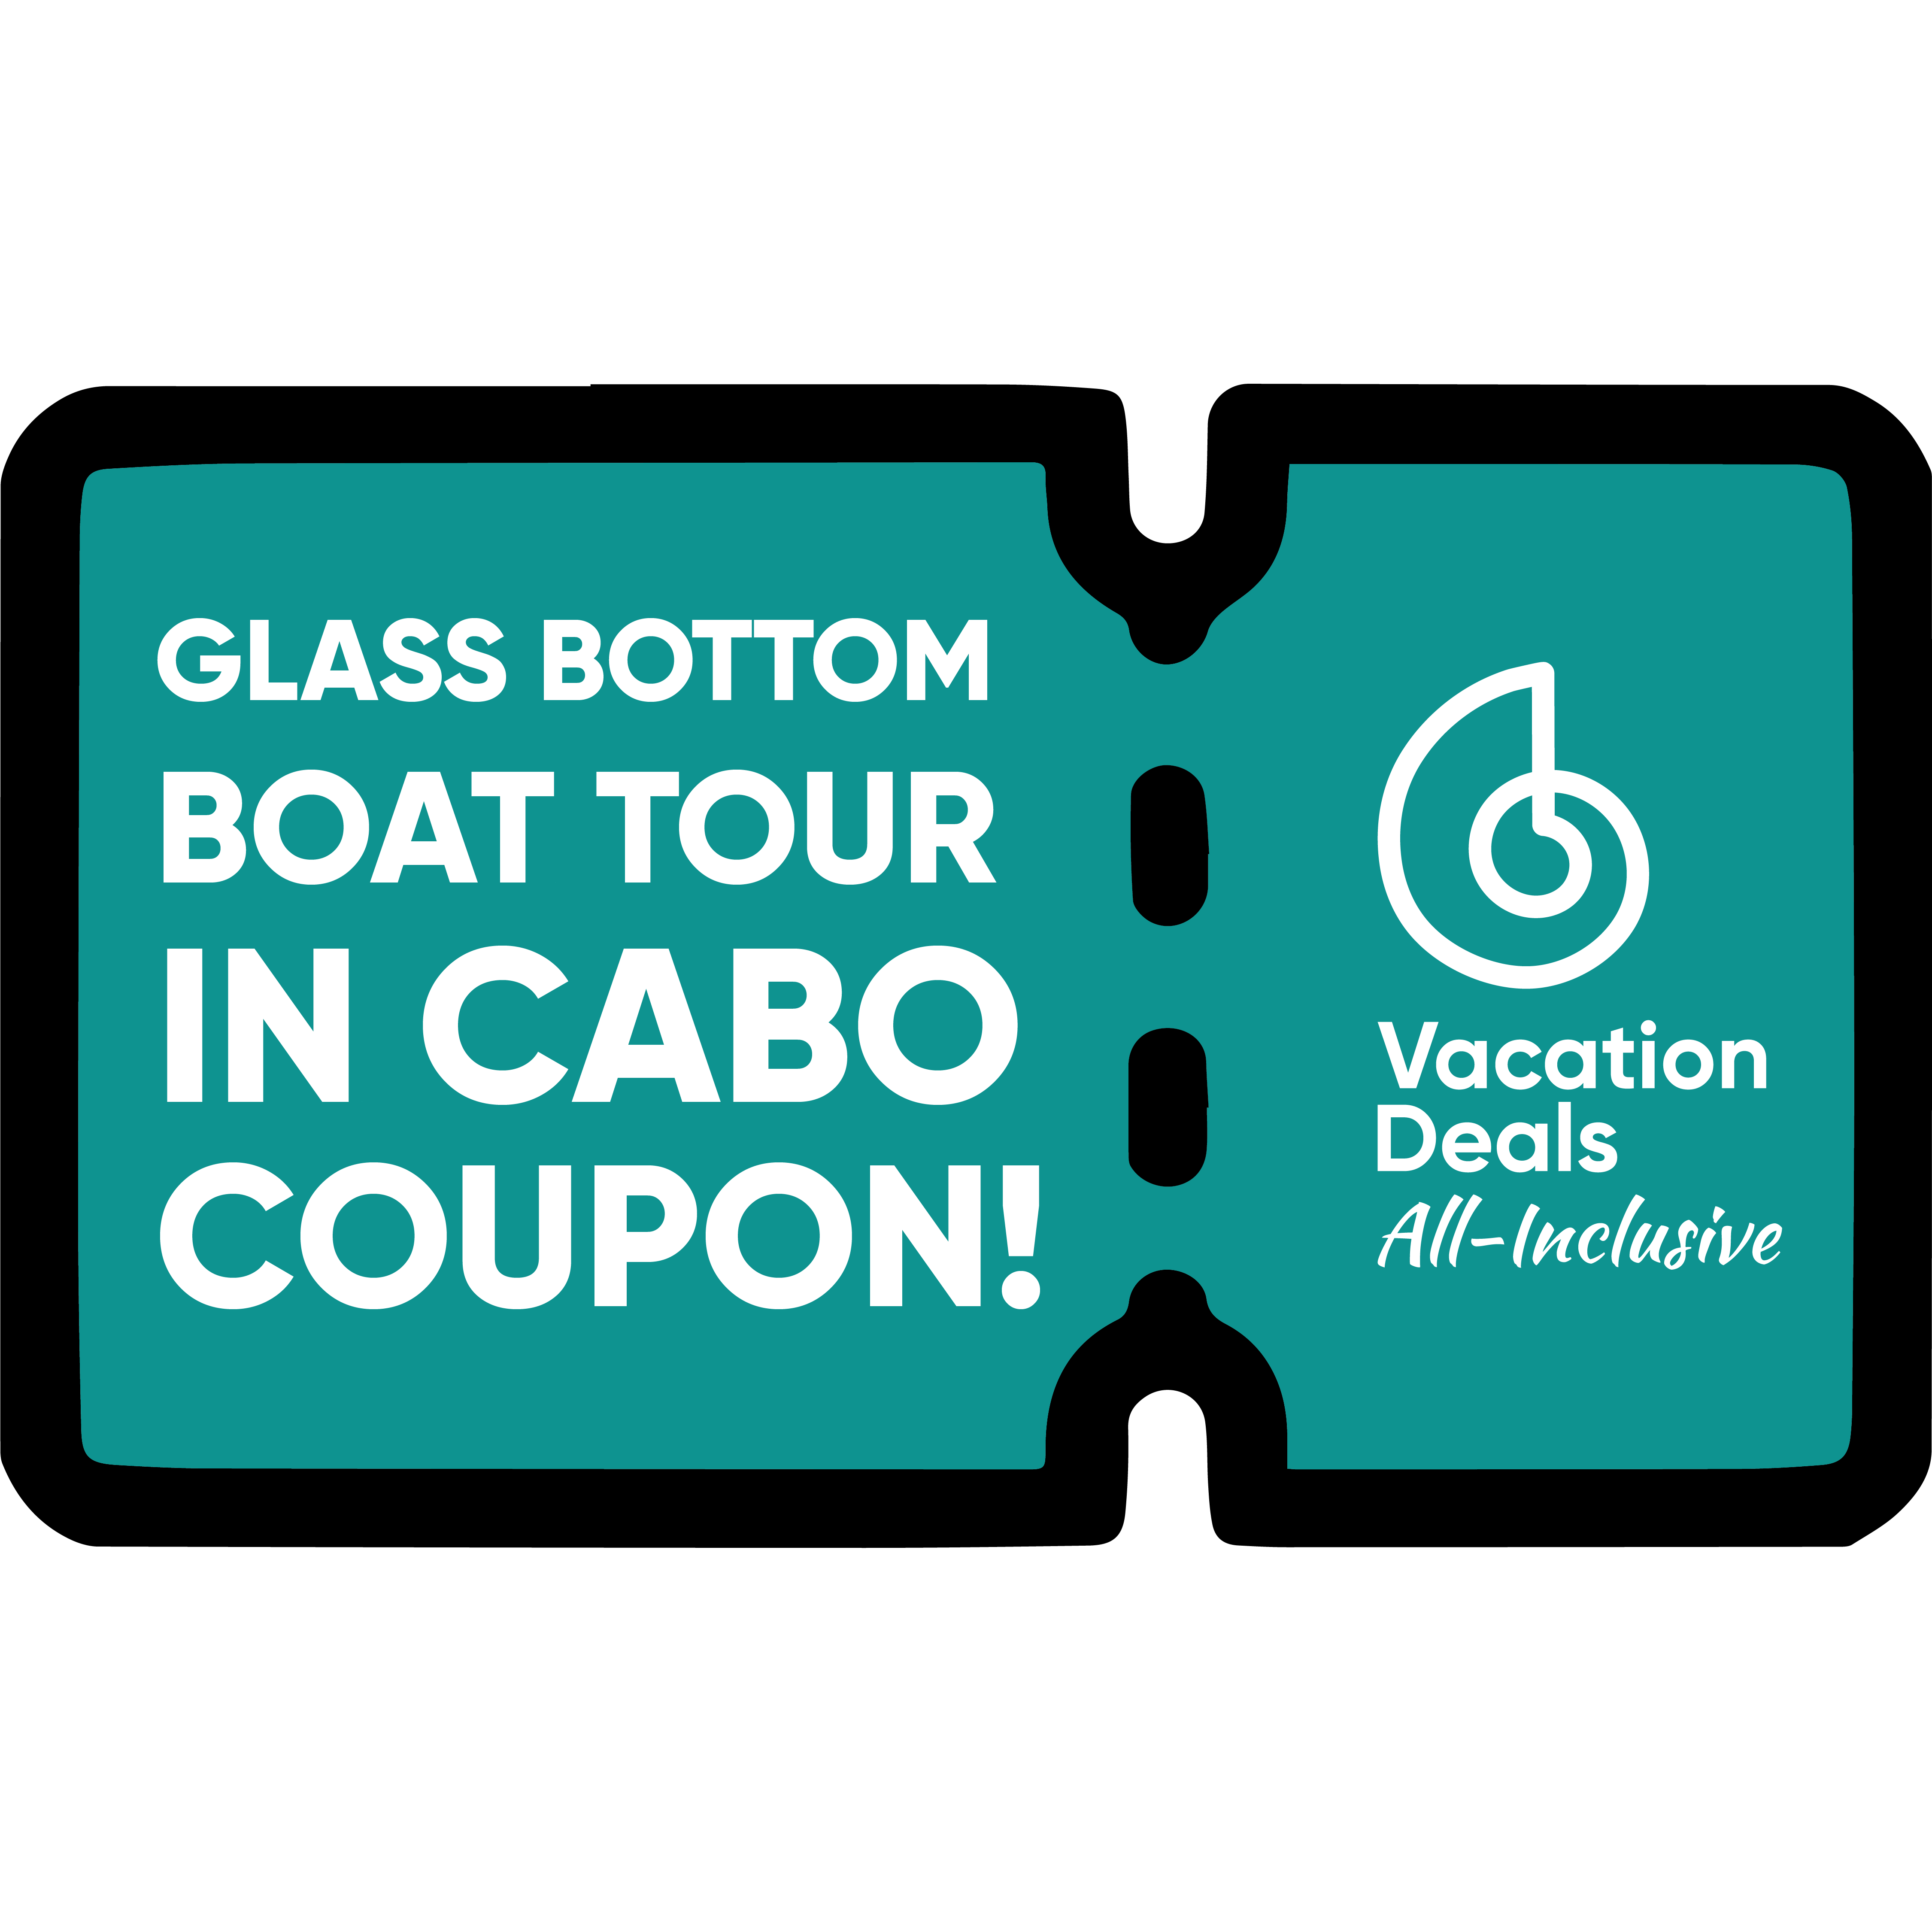 GLASS BOTTOM
BOAT TOUR
IN CABO
COUPON!
Vacation
Deals
All-Inclusive